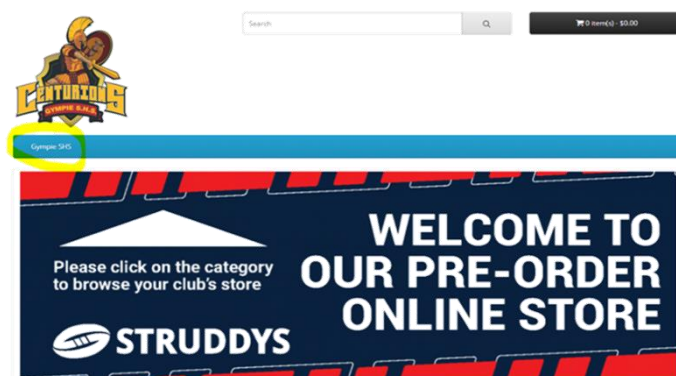 Search
0 item(s) - $0.00
CENTURIONS
GYMPIE S.H.S.
Gympie SHS
WELCOME TO
OUR PRE-ORDER
ONLINE STORE
Please click on the category
to browse your club's store
STRUDDYS